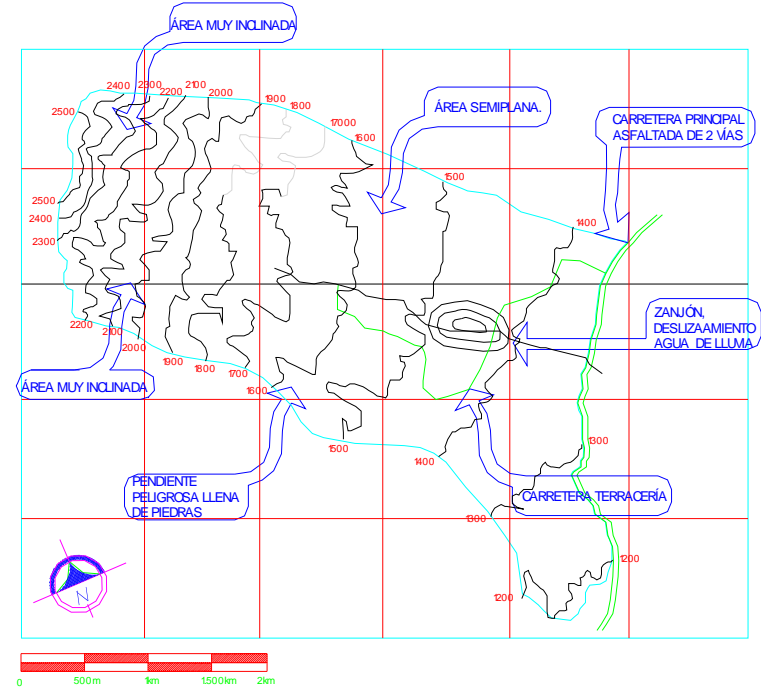 ÁREA MUY INCLINADA
2400
2300
2100
2200
2000
1900
1800
2500
17000
1600
ÁREA SEMIPLANA.
CARRETERA PRINCIPAL
ASFALTADA DE 2 VÍAS
1500
2500
2400
2300
1400
ZANJÓN,
DESLIZAAMIENTO
AGUA DE LLUMA
2200
2100
2000
1900
1800
1700
1600
ÁREA MUY INCLINADA
1500
1400
1300
PENDIENTE
PELIGROSA LLENA
DE PIEDRAS
CARRETERA TERRACERÍA
1300
1200
1200
N
0
500m
1km
1.500km
2km